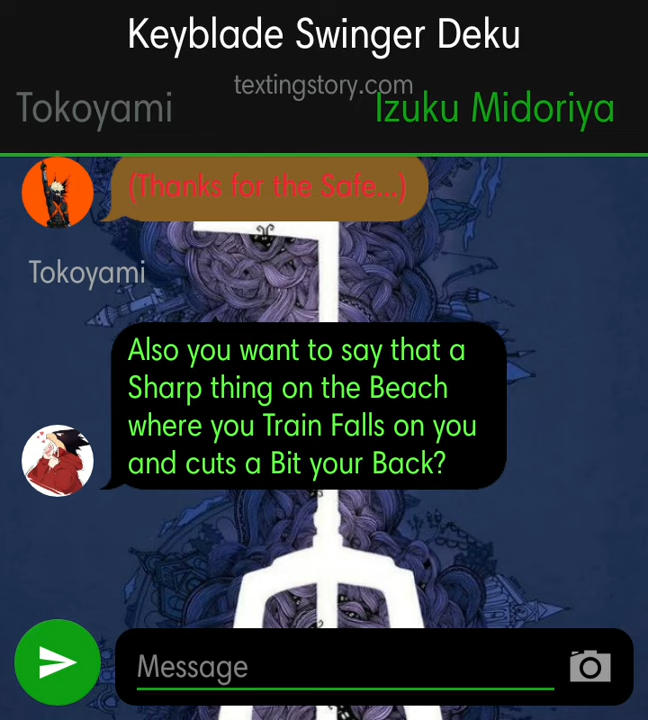 Keyblade Swinger Deku
textingstory.com
Tokoyami
Izuku Midoriya
(Thanks for the Safe...)
Tokoyami
Also you want to say that a
Sharp thing on the Beach
where you Train Falls on you
and cuts a Bit your Back?
Message